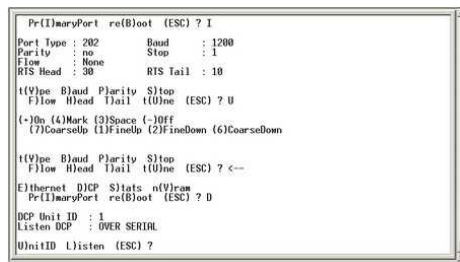 Pr(I)maryPort re(B)oot (ESC) ? I
Port Type : 202 Baud : 1200
Parity : no Stop : 1
Flow : None
RTS Head : 30 RTS Tail : 10
t(Y)pe B)aud P)arity S)top
F)low H)ead T)ail t(U)ne (ESC) ? U
(+)On (4)Mark (3)Space (-)Off
(7)CoarseUp (1)FineUp (2)FineDown (6)CoarseDown
t(Y)pe B)aud P)arity S)top
F)low H)ead T)ail t(U)ne (ESC) ? <--
E)thernet D)CP S)tats n(V)ram
Pr(I)maryPort re(B)oot (ESC) ? D
DCP Unit ID : 1
Listen DCP : OVER SERIAL
U)nitID L)isten (ESC) ?